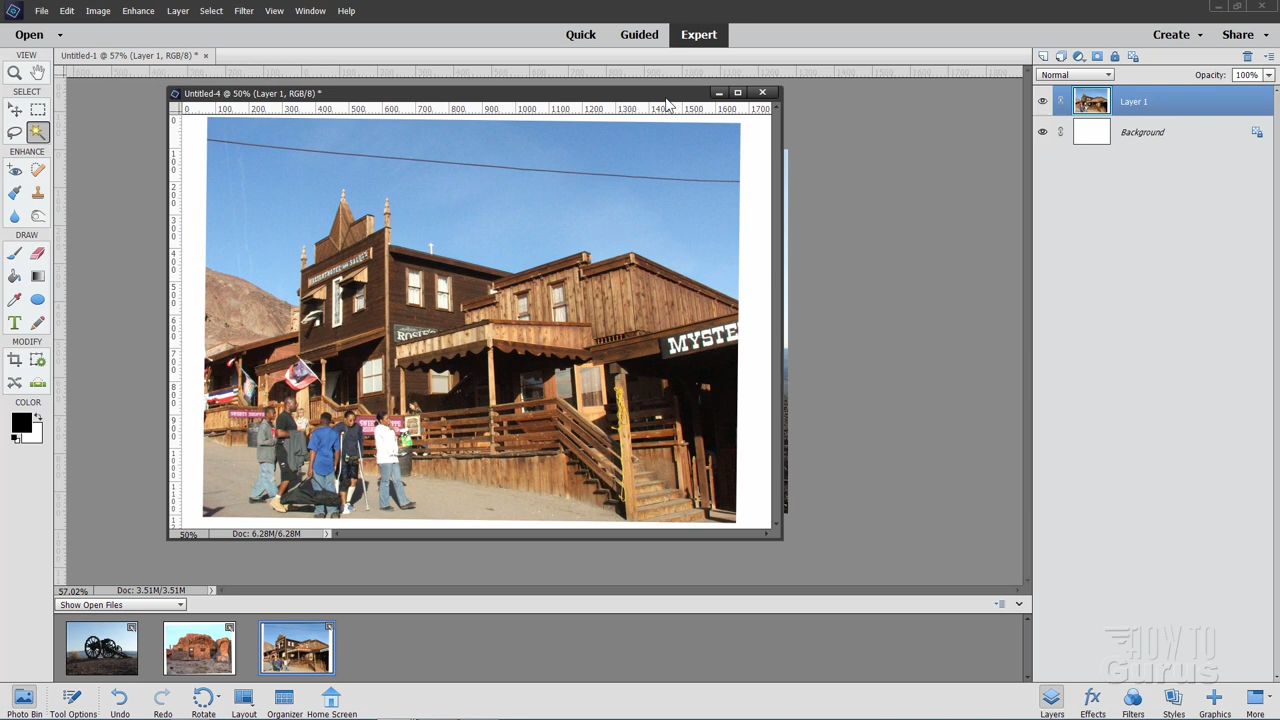 File Edit Image Enhance Layer Select Filter View Window Help
Open Quick Guided Expert Create Share
VIEW
Untitled-1 @ 57% (Layer 1, RGB/8) * ×
SELECT
ENHANCE
DRAW
MODIFY
COLOR
Untitled-4 @ 50% (Layer 1, RGB/8) *
0 100 200 300 400 500 600 700 800 900 1000 1100 1200 1300 1400 1500 1600 1700
ROSIE'S
MYSTE
50% Doc: 6.28M/6.28M
57.02% Doc: 3.51M/3.51M
Show Open Files
Normal Opacity: 100%
Layer 1
Background
HOW TO
Gurus
Photo Bin Tool Options Undo Redo Rotate Layout Organizer Home Screen Layers Effects Filters Styles Graphics More